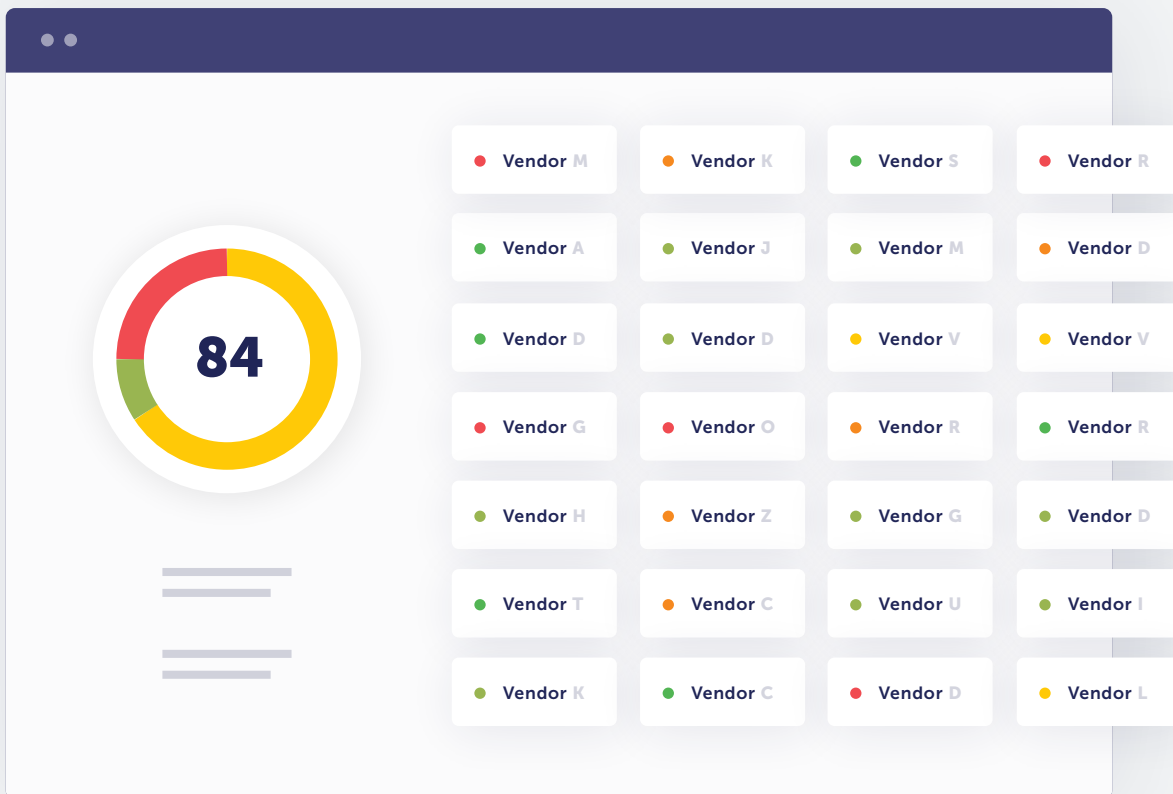 Vendor M
Vendor K
Vendor S
Vendor R
Vendor A
Vendor J
Vendor M
Vendor D
Vendor D
Vendor D
Vendor V
Vendor V
84
Vendor G
Vendor O
Vendor R
Vendor R
Vendor H
Vendor Z
Vendor G
Vendor D
Vendor T
Vendor C
Vendor U
Vendor I
Vendor K
Vendor C
Vendor D
Vendor L